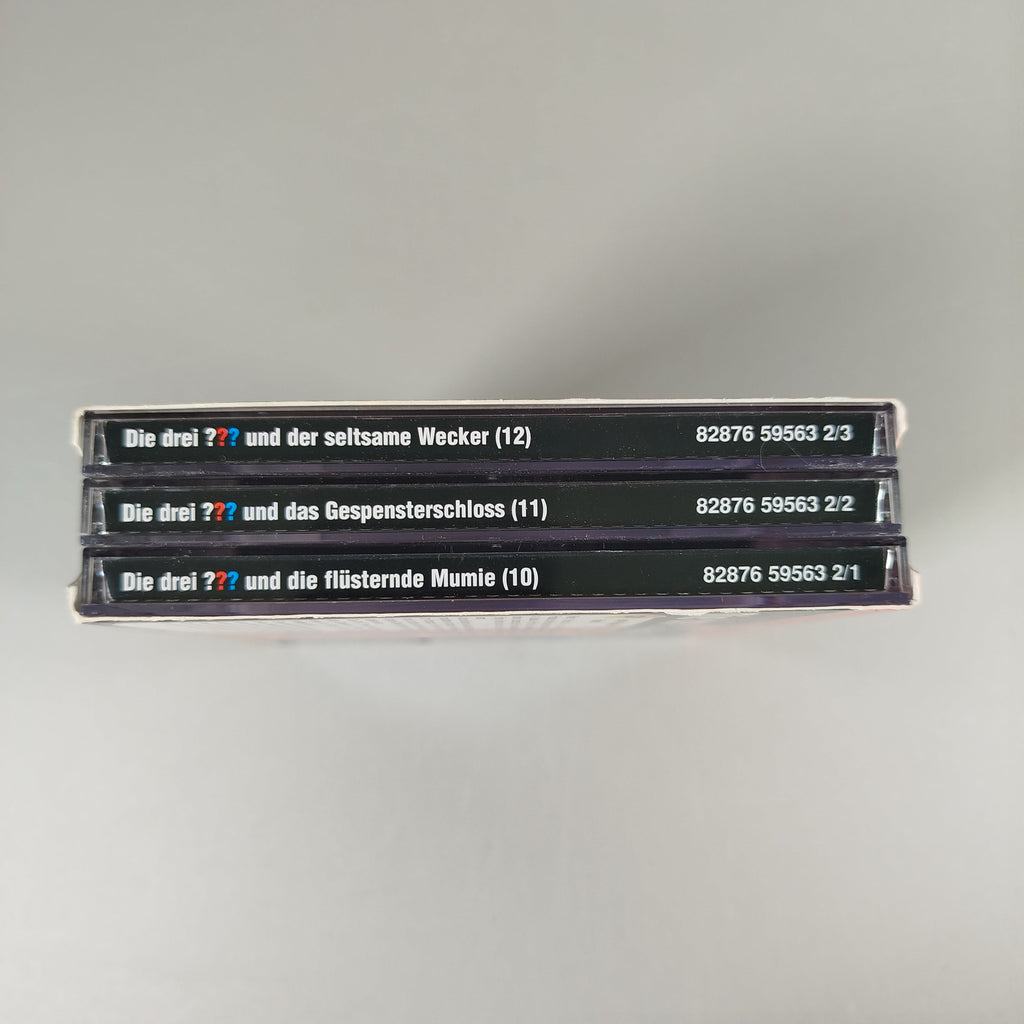 Die drei ??? und der seltsame Wecker (12) 82876 59563 2/3
Die drei ??? und das Gespensterschloss (11) 82876 59563 2/2
Die drei ??? und die flüsternde Mumie (10) 82876 59563 2/1